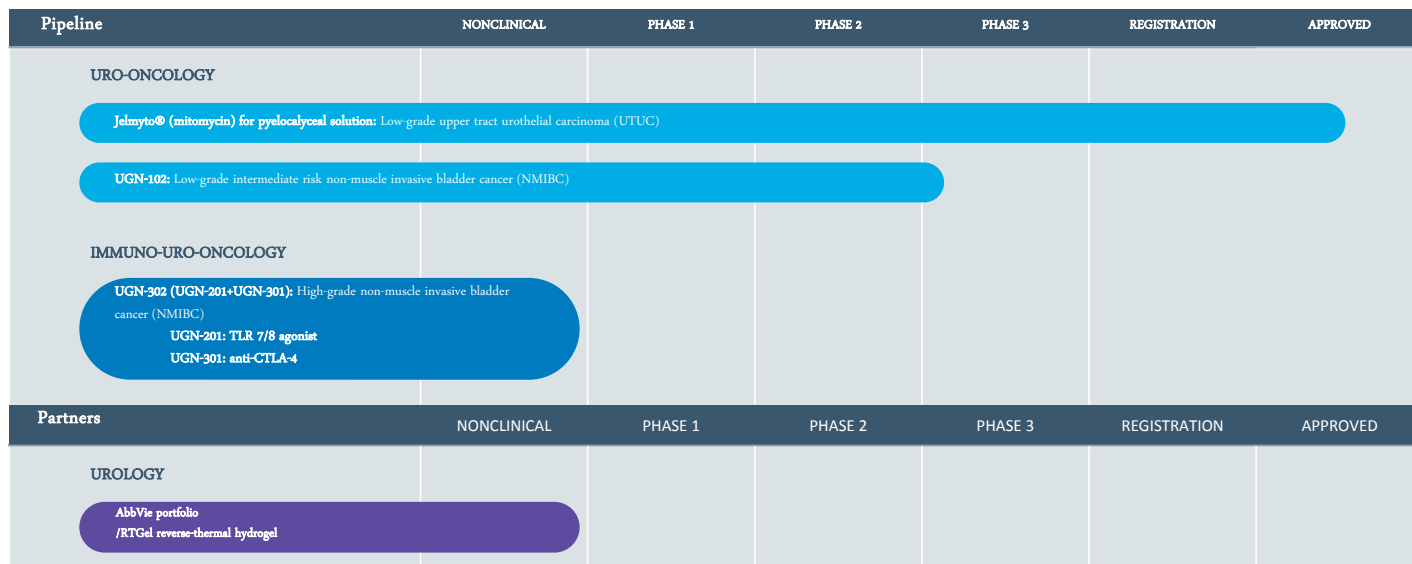 Pipeline NONCLINICAL PHASE 1 PHASE 2 PHASE 3 REGISTRATION APPROVED
URO-ONCOLOGY
Jelmyto® (mitomycin) for pyelocalyceal solution: Low-grade upper tract urothelial carcinoma (UTUC)
UGN-102: Low-grade intermediate risk non-muscle invasive bladder cancer (NMIBC)
IMMUNO-URO-ONCOLOGY
UGN-302 (UGN-201+UGN-301): High-grade non-muscle invasive bladder
cancer (NMIBC)
UGN-201: TLR 7/8 agonist
UGN-301: anti-CTLA-4
Partners NONCLINICAL PHASE 1 PHASE 2 PHASE 3 REGISTRATION APPROVED
UROLOGY
AbbVie portfolio
/RTGel reverse-thermal hydrogel